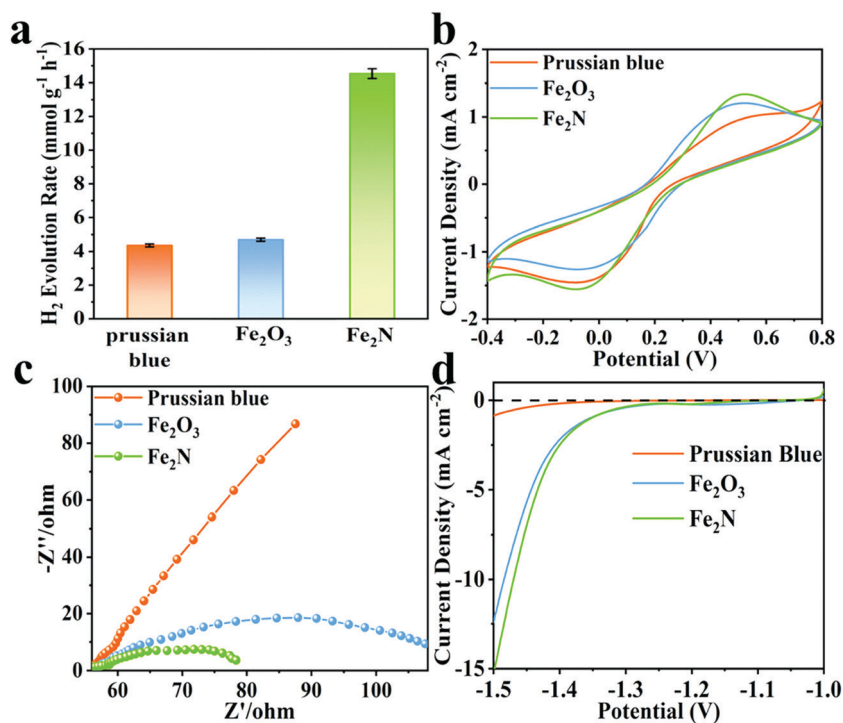 a
H₂ Evolution Rate (mmol g⁻¹ h⁻¹)
16
14
12
10
8
6
4
2
0
prussian
blue
Fe₂O₃
Fe₂N
b
Current Density (mA cm⁻²)
2
1
0
-1
-2
Prussian blue
Fe₂O₃
Fe₂N
-0.4 -0.2 0.0 0.2 0.4 0.6 0.8
Potential (V)
c
-Z''/ohm
100
80
60
40
20
0
Prussian blue
Fe₂O₃
Fe₂N
60 70 80 90 100
Z'/ohm
d
Current Density (mA cm⁻²)
0
-5
-10
-15
Prussian Blue
Fe₂O₃
Fe₂N
-1.5 -1.4 -1.3 -1.2 -1.1 -1.0
Potential (V)